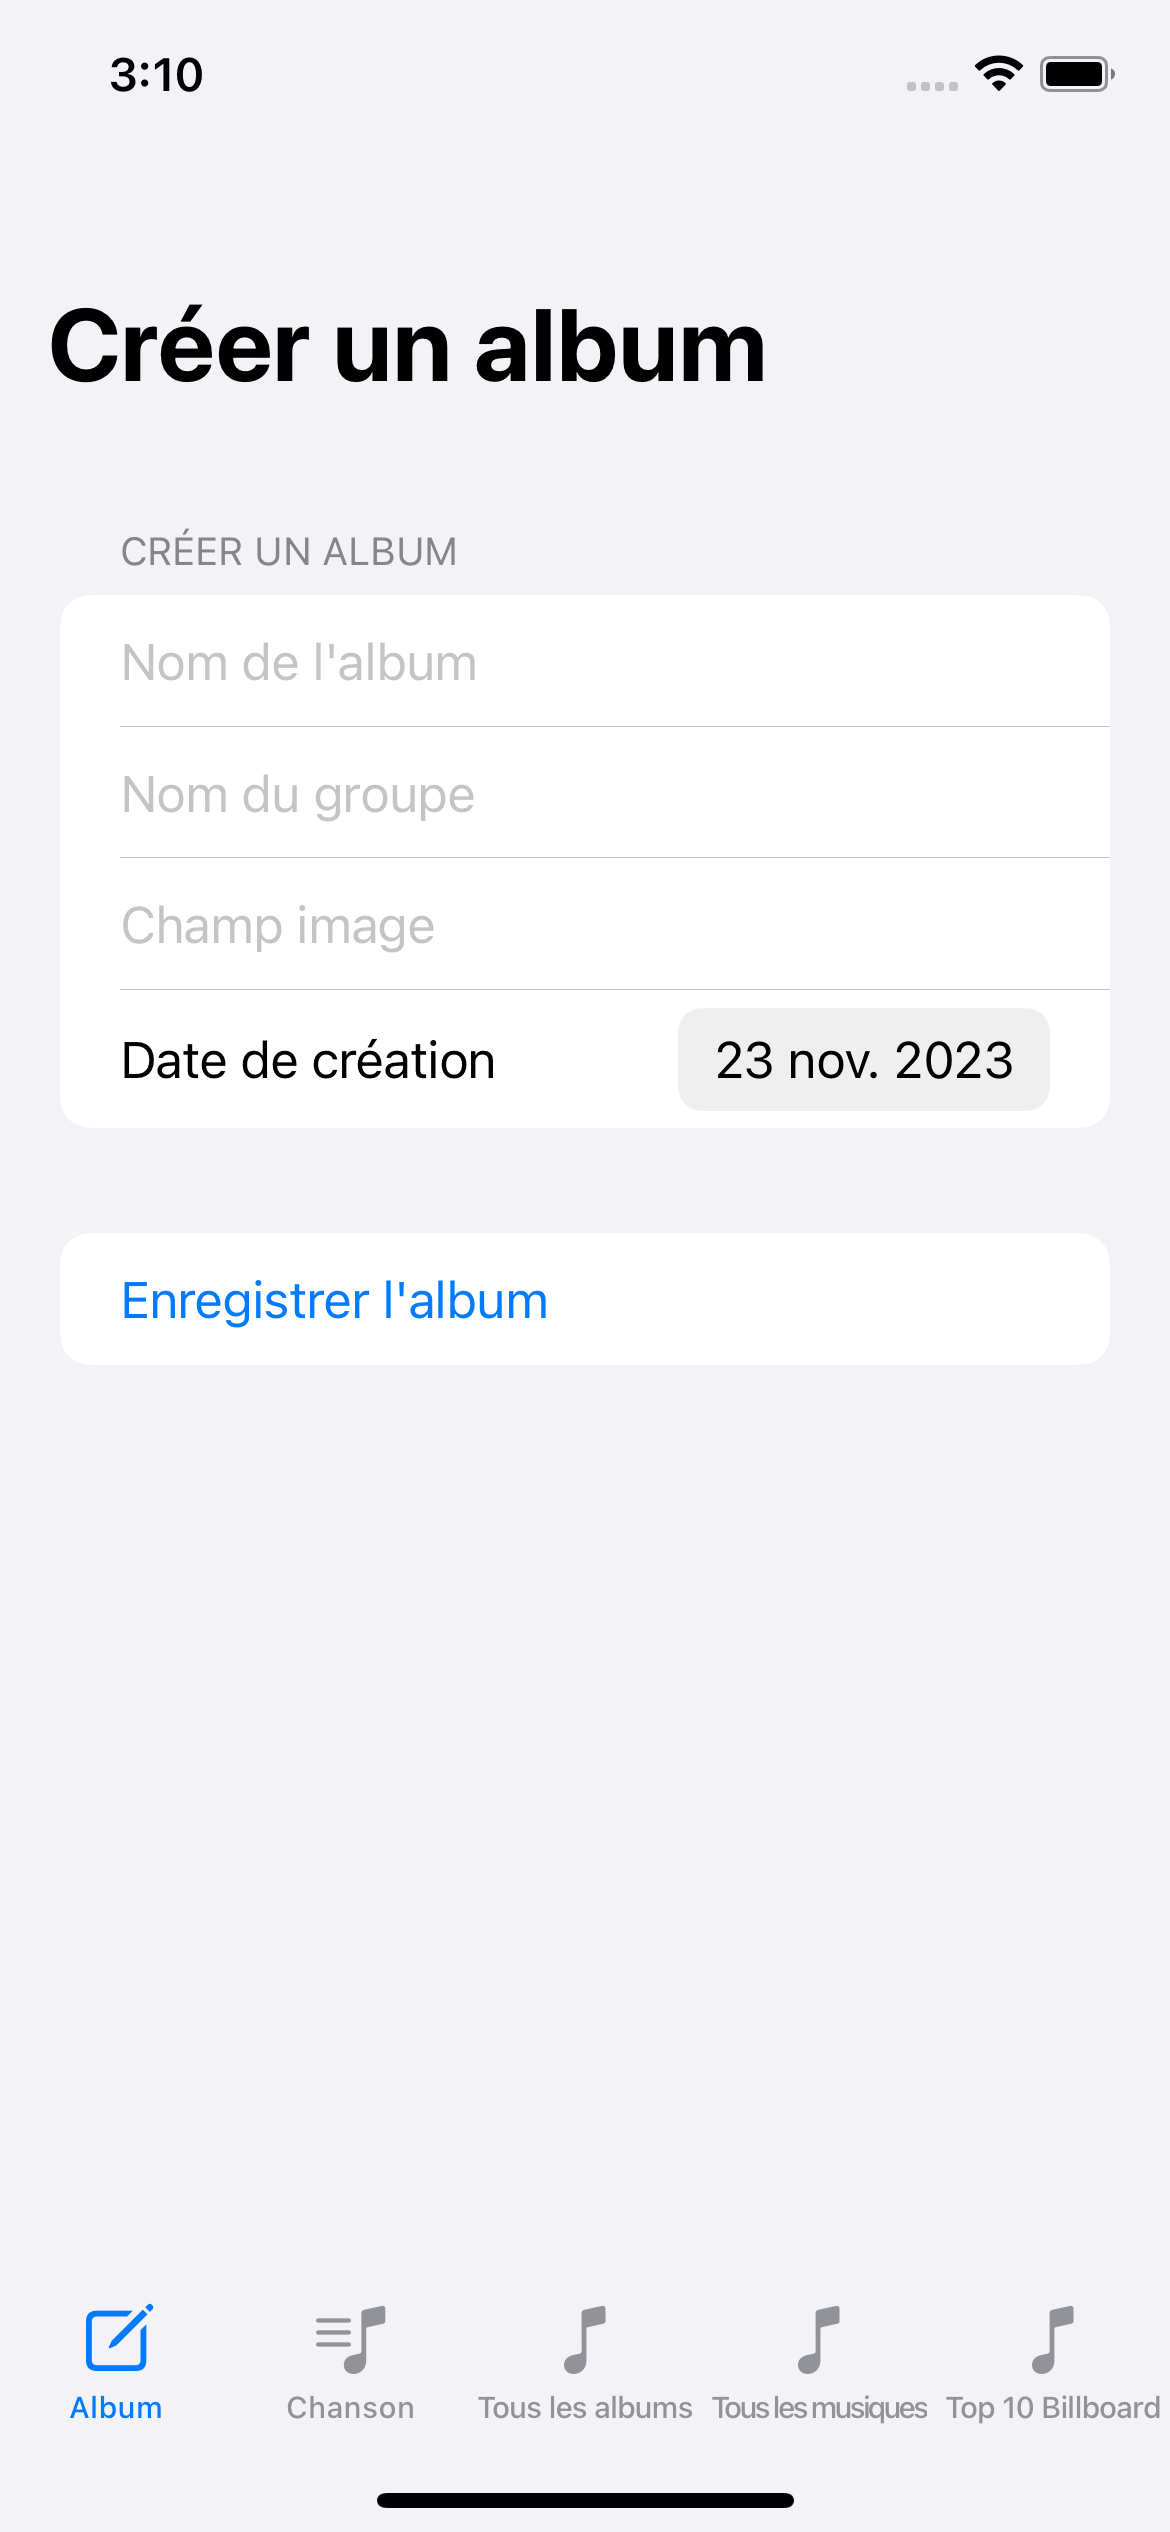 3:10
Créer un album
CRÉER UN ALBUM
Nom de l'album
Nom du groupe
Champ image
Date de création 23 nov. 2023
Enregistrer l'album
Album Chanson Tous les albums Tous les musiques Top 10 Billboard